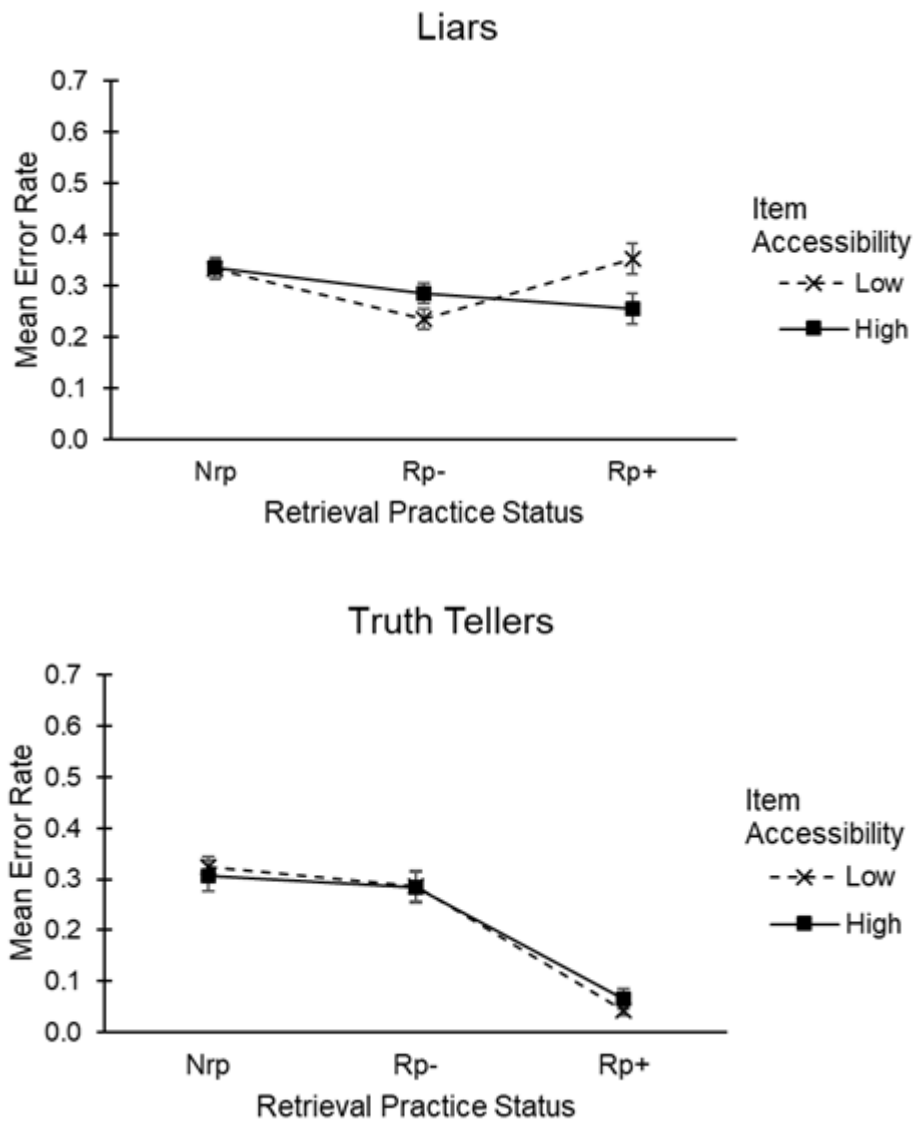 Liars
0.7
0.6
0.5
0.4
0.3
0.2
0.1
0.0
Mean Error Rate
Nrp Rp- Rp+
Retrieval Practice Status
Item
Accessibility
Low
High
Truth Tellers
0.7
0.6
0.5
0.4
0.3
0.2
0.1
0.0
Mean Error Rate
Nrp Rp- Rp+
Retrieval Practice Status
Item
Accessibility
Low
High